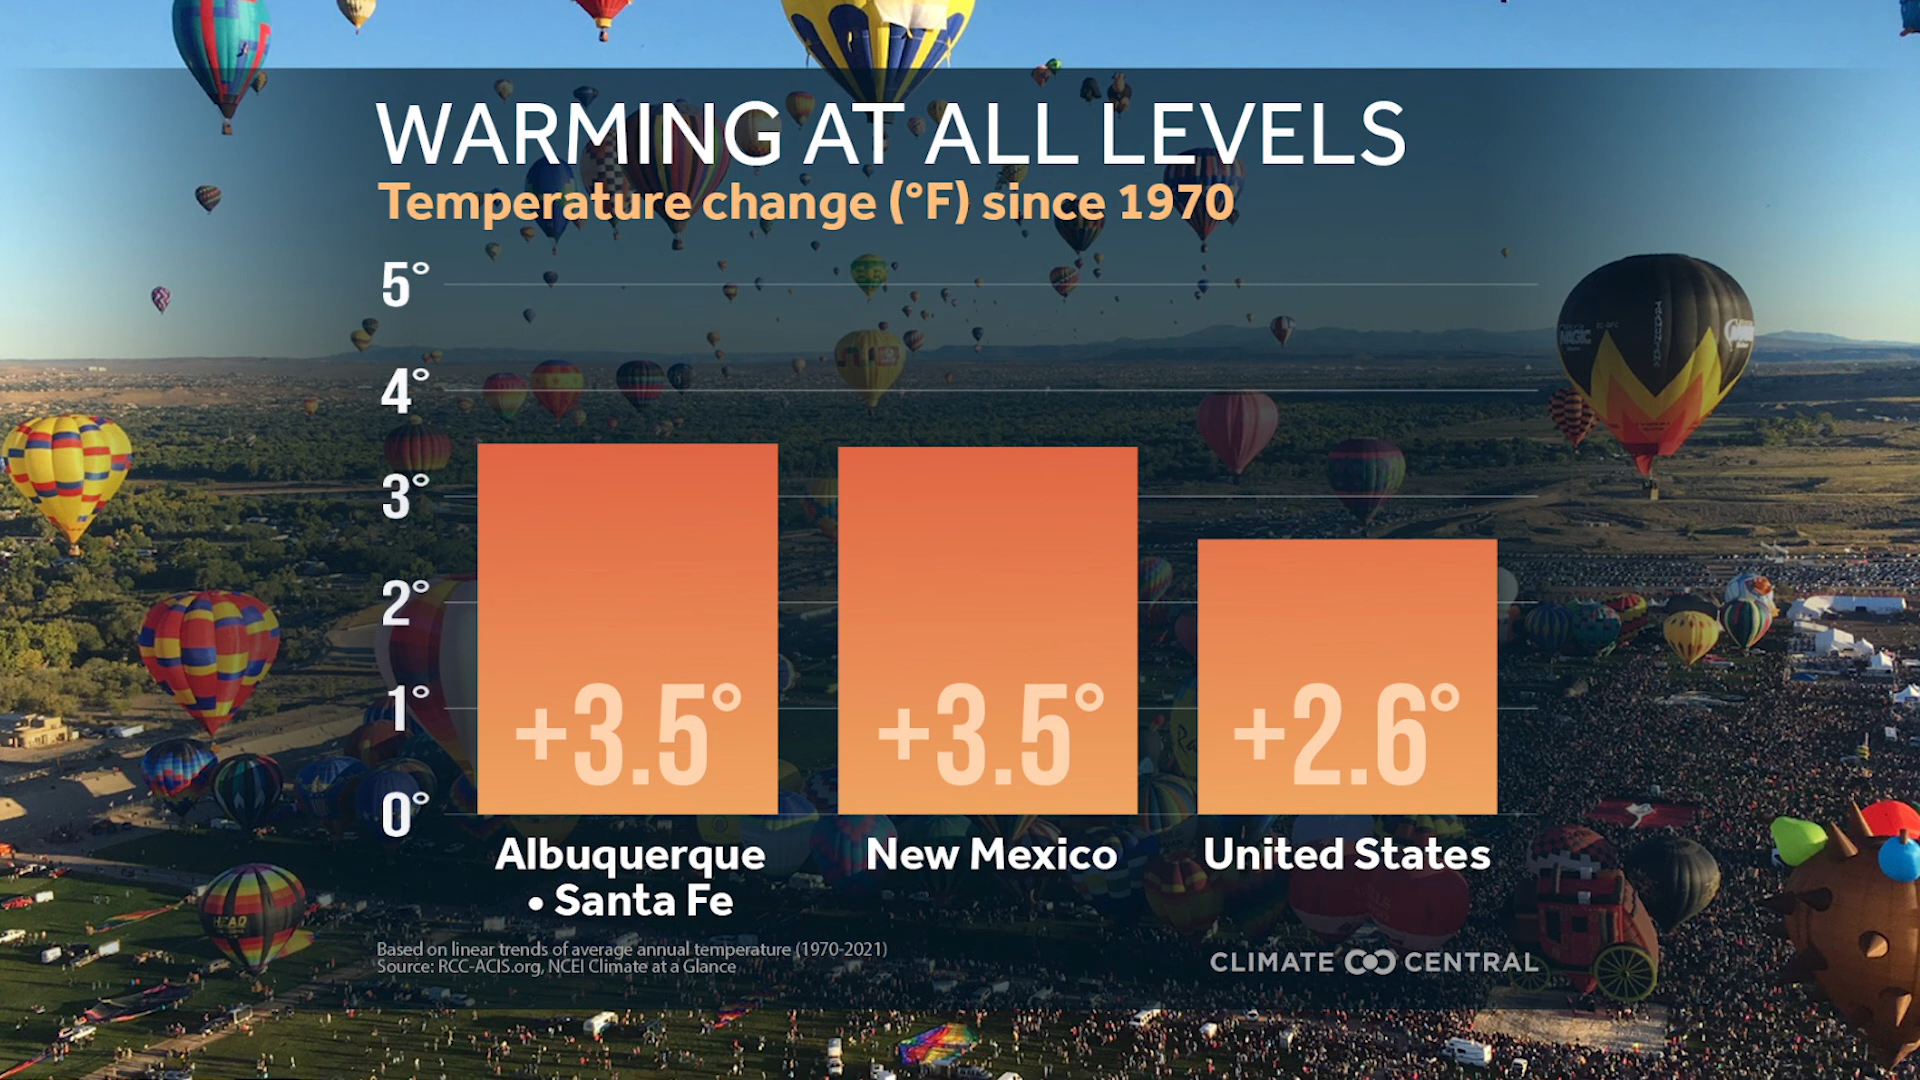 WARMING AT ALL LEVELS
Temperature change (°F) since 1970
5°
4°
3°
2°
1°
0°
+3.5°
+3.5°
+2.6°
Albuquerque
• Santa Fe
New Mexico
United States
Based on linear trends of average annual temperature (1970-2021)
Source: RCC-ACIS.org, NCEI Climate at a Glance
CLIMATE CENTRAL
HEAD